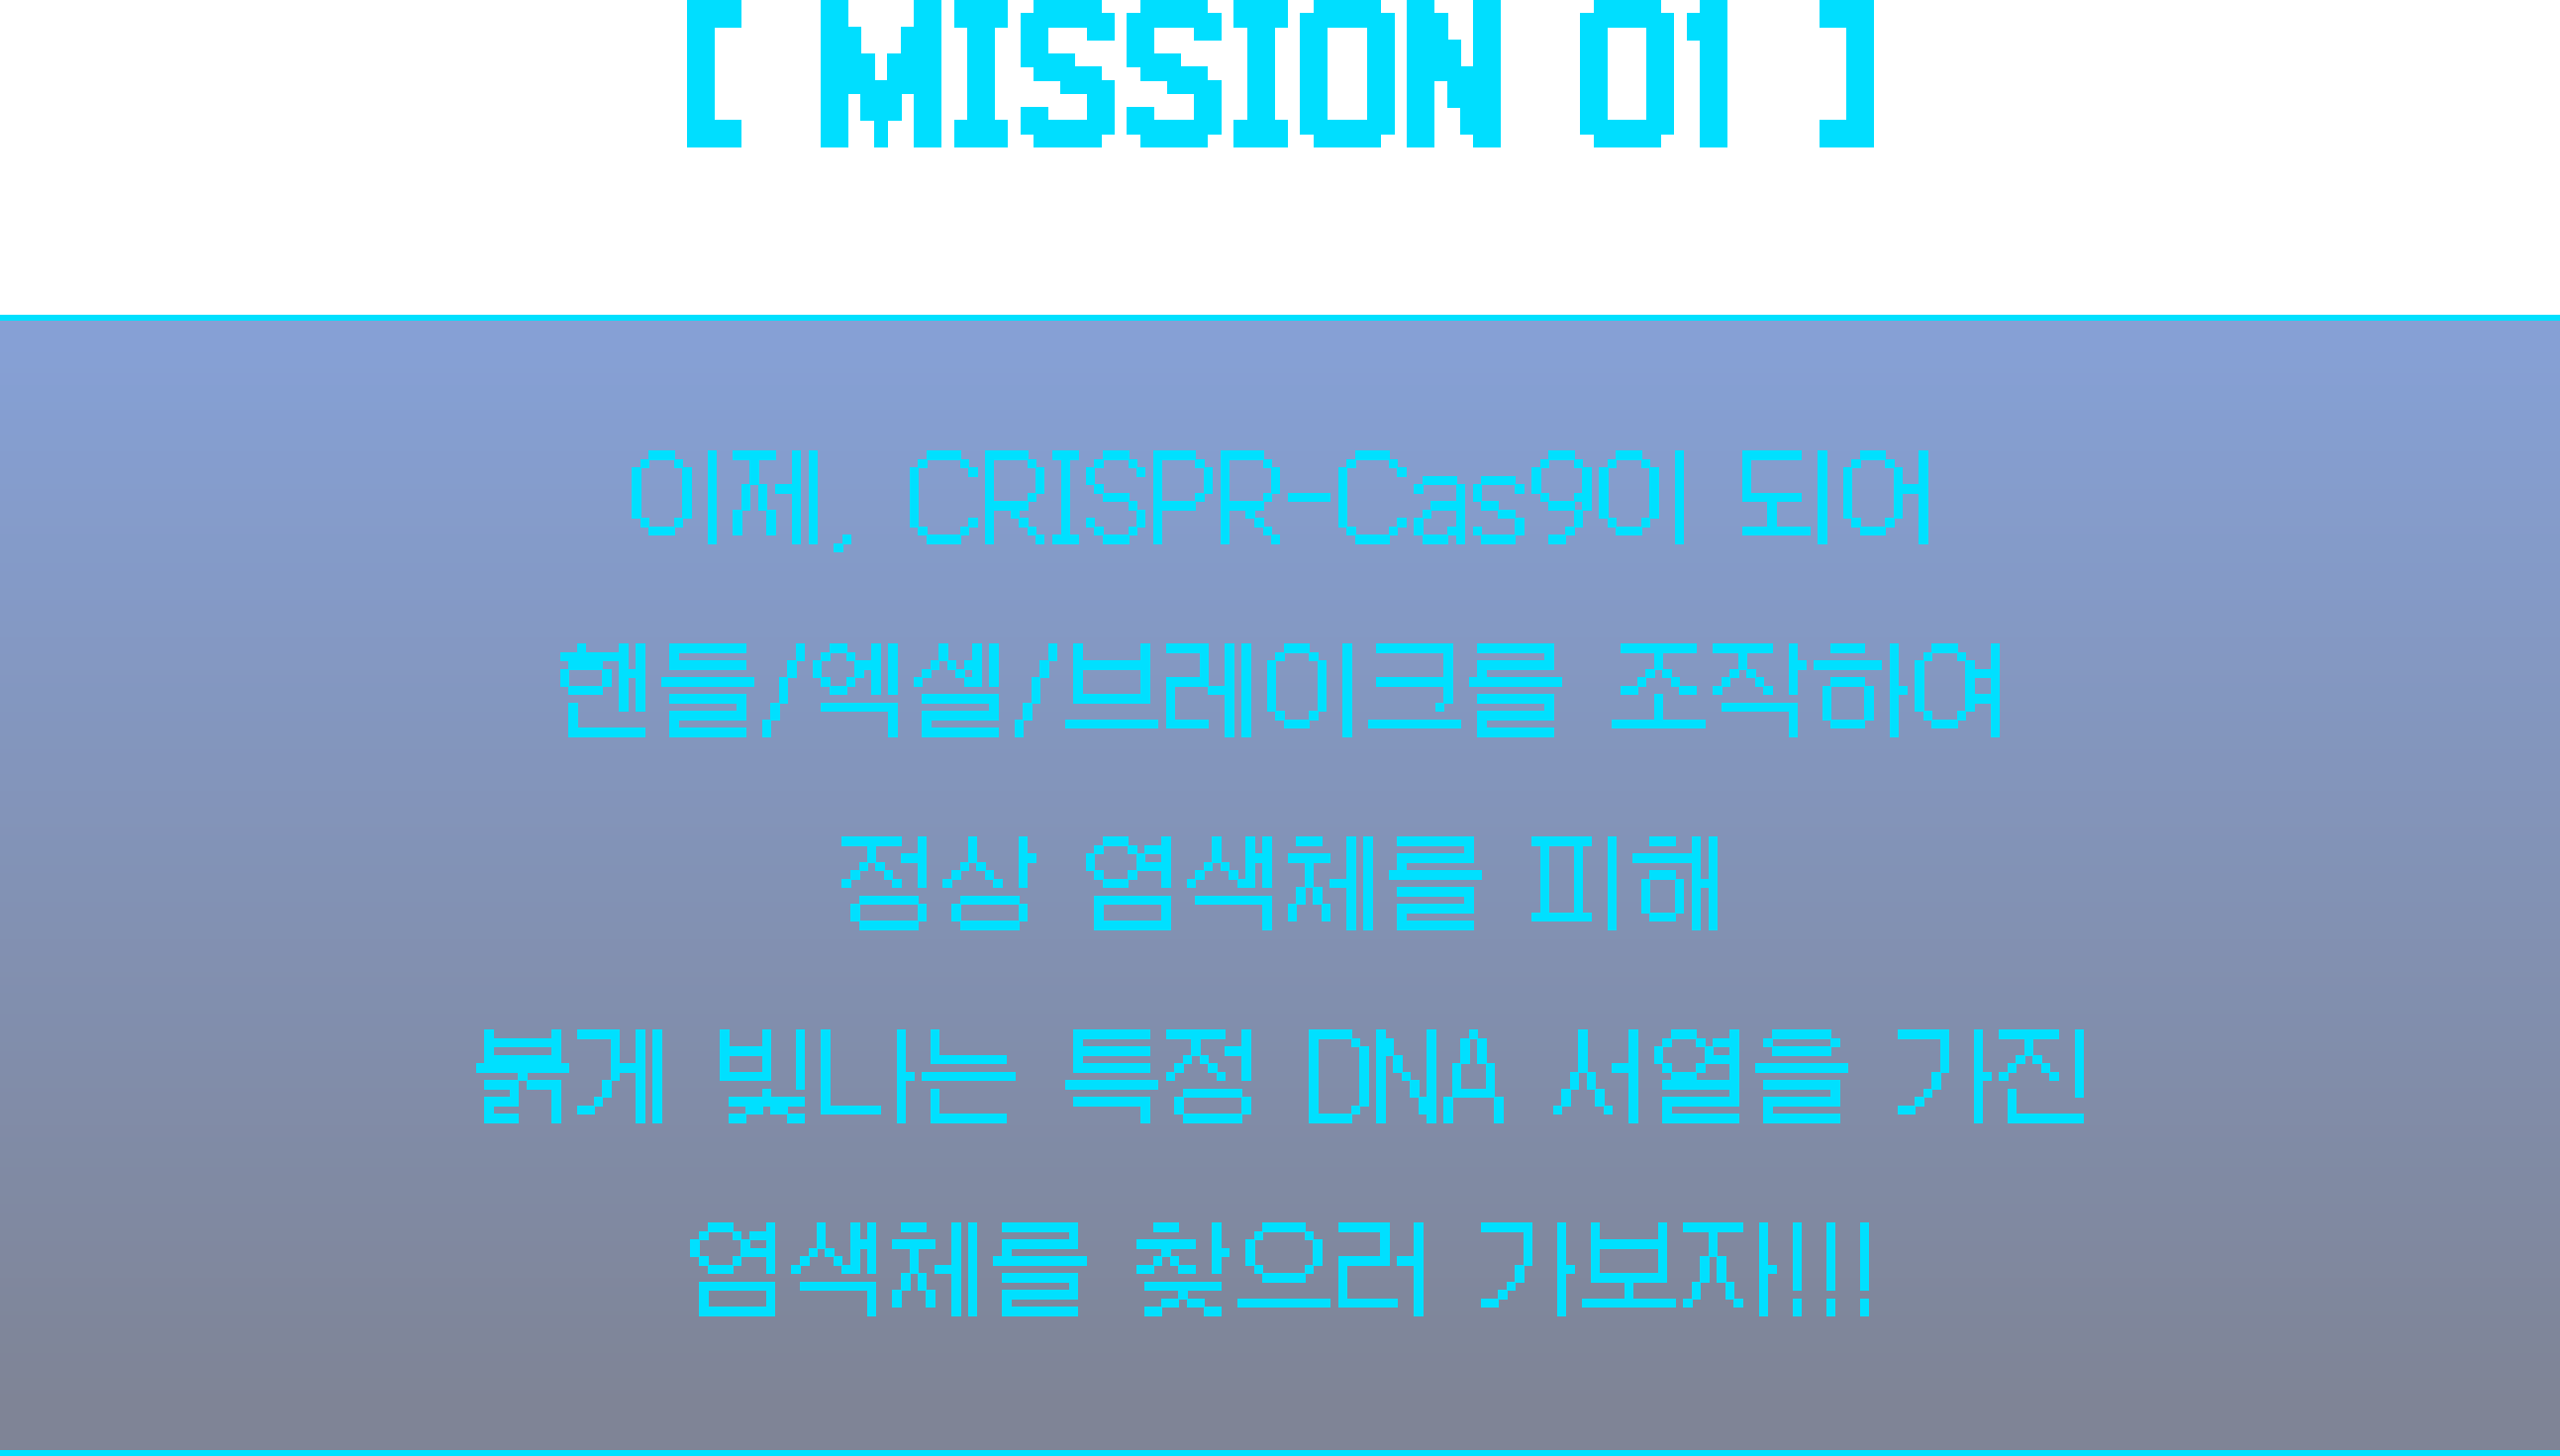 [ MISSION 01 ]
이제, CRISPR-Cas9이 되어
핸들/엑셀/브레이크를 조작하여
정상 염색체를 피해
붉게 빛나는 특정 DNA 서열을 가진
염색체를 찾으러 가보자!!!